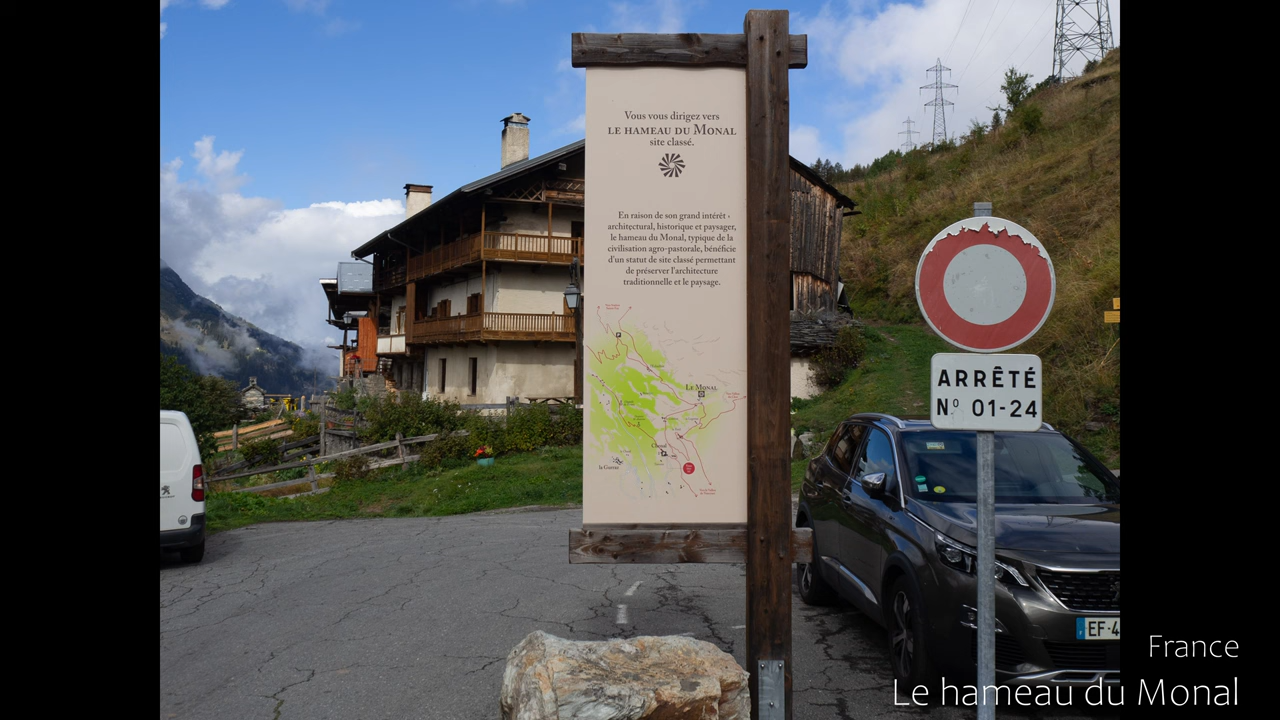 Vous vous dirigez vers
LE HAMEAU DU MONAL
site classé.
En raison de son grand intérêt
architectural, historique et paysager,
le hameau du Monal, typique de la
civilisation agro-pastorale, bénéficie
d'un statut de site classé permettant
de préserver l'architecture
traditionnelle et le paysage.
LE MONAL
ARRÊTÉ
N° 01-24
EF-4
France
Le hameau du Monal